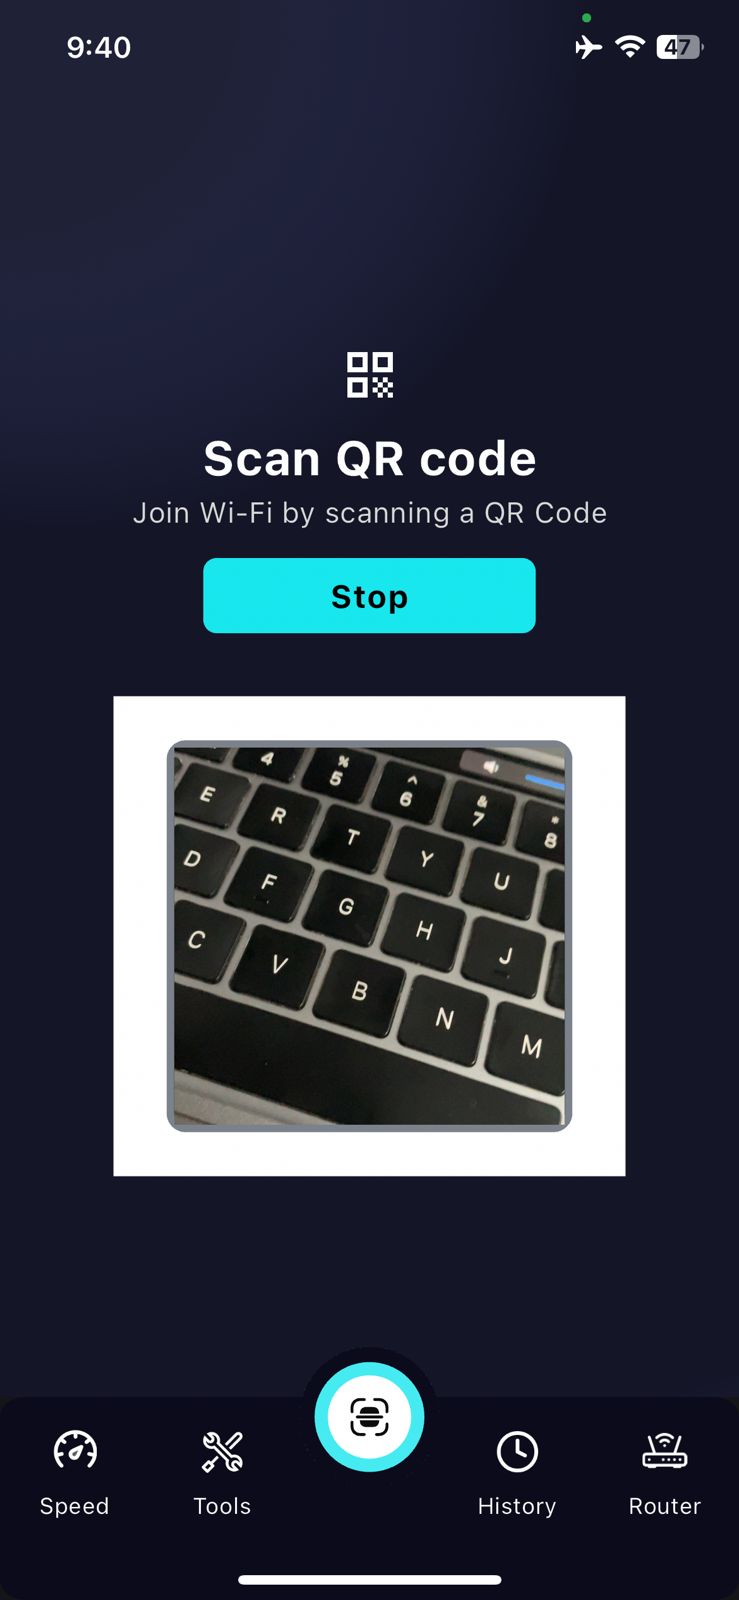 9:40
47
Scan QR code
Join Wi-Fi by scanning a QR Code
Stop
4 % 5 ^ 6 & 7 * 8
E R T Y U
D F G H J
C V B N M
Speed Tools History Router